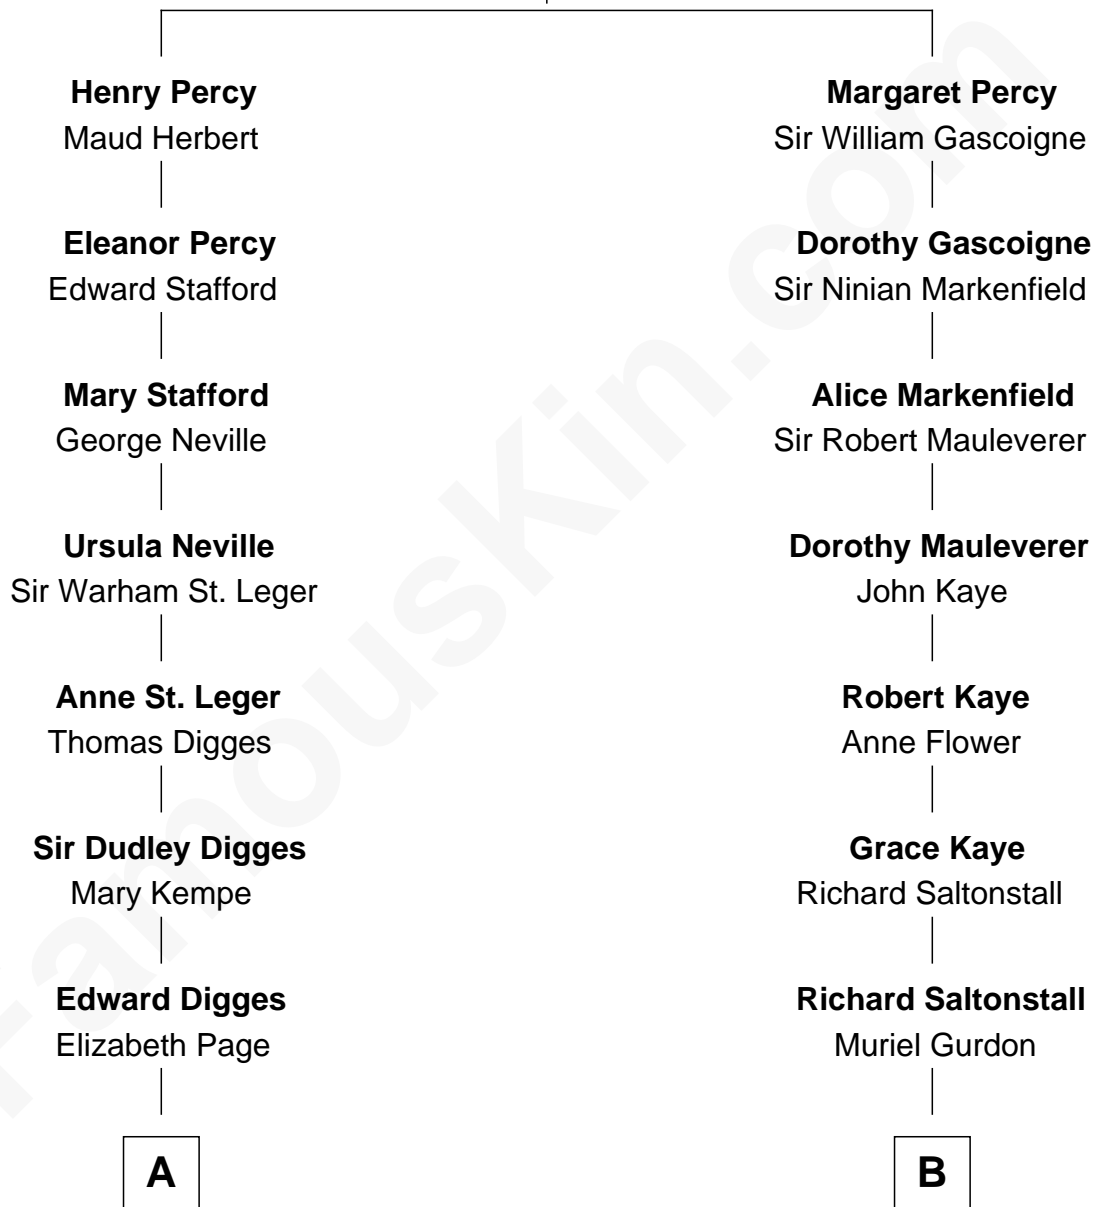 Henry Percy
Maud Herbert
Eleanor Percy
Edward Stafford
Mary Stafford
George Neville
Ursula Neville
Sir Warham St. Leger
Anne St. Leger
Thomas Digges
Sir Dudley Digges
Mary Kempe
Edward Digges
Elizabeth Page
A
Margaret Percy
Sir William Gascoigne
Dorothy Gascoigne
Sir Ninian Markenfield
Alice Markenfield
Sir Robert Mauleverer
Dorothy Mauleverer
John Kaye
Robert Kaye
Anne Flower
Grace Kaye
Richard Saltonstall
Richard Saltonstall
Muriel Gurdon
B
FamousKin.com